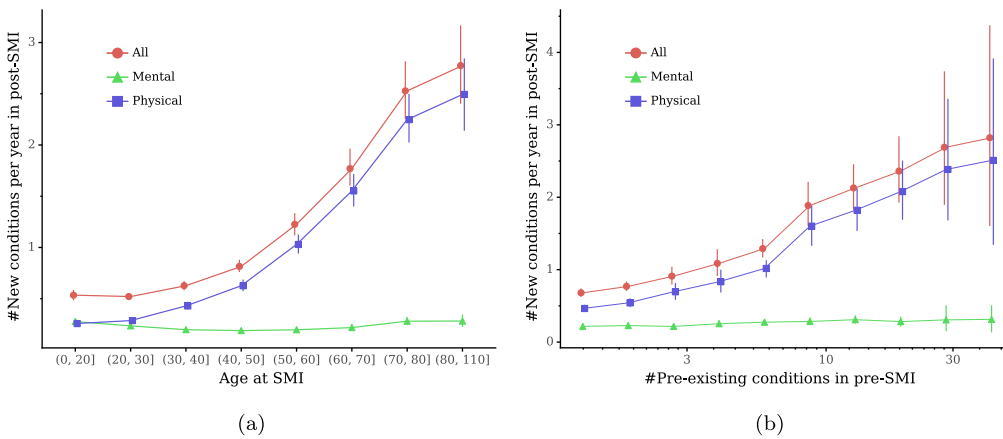 #New conditions per year in post-SMI
3
2
1
All
Mental
Physical
(0, 20] (20, 30] (30, 40] (40, 50] (50, 60] (60, 70] (70, 80] (80, 110]
Age at SMI
(a)
#New conditions per year in post-SMI
4
3
2
1
0
All
Mental
Physical
3 10 30
#Pre-existing conditions in pre-SMI
(b)